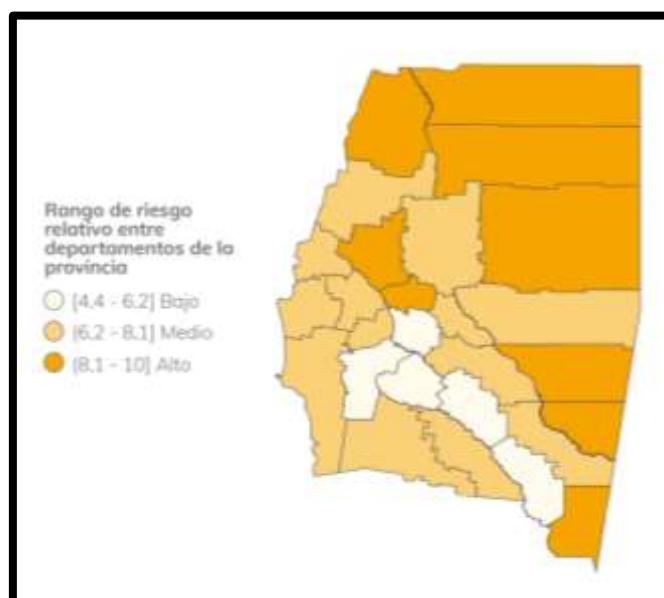 Rango de riesgo
relativo entre
departamentos de la
provincia
[4.4 - 6.2] Bajo
(6.2 - 8.1] Medio
(8.1 - 10] Alto